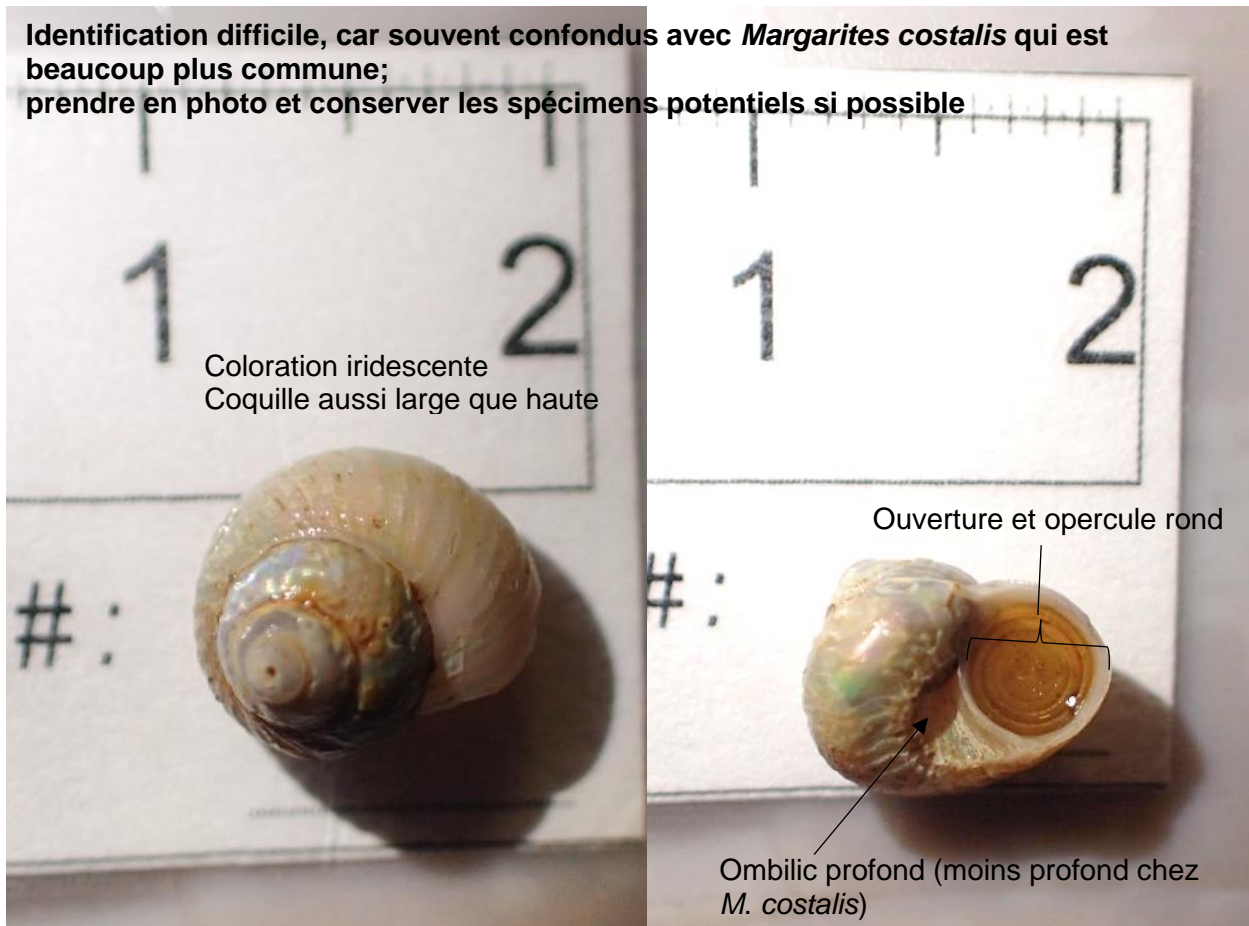 Identification difficile, car souvent confondus avec Margarites costalis qui est
beaucoup plus commune;
prendre en photo et conserver les spécimens potentiels si possible
1 2
1 2
Coloration iridescente
Coquille aussi large que haute
Ouverture et opercule rond
# :
# :
Ombilic profond (moins profond chez
M. costalis)